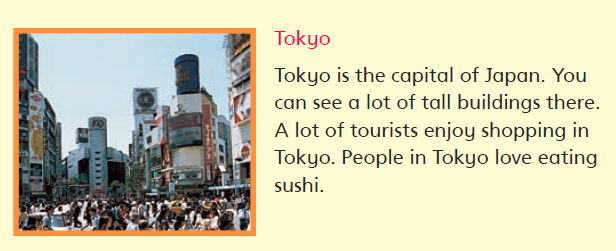 Tokyo
Tokyo is the capital of Japan. You
can see a lot of tall buildings there.
A lot of tourists enjoy shopping in
Tokyo. People in Tokyo love eating
sushi.